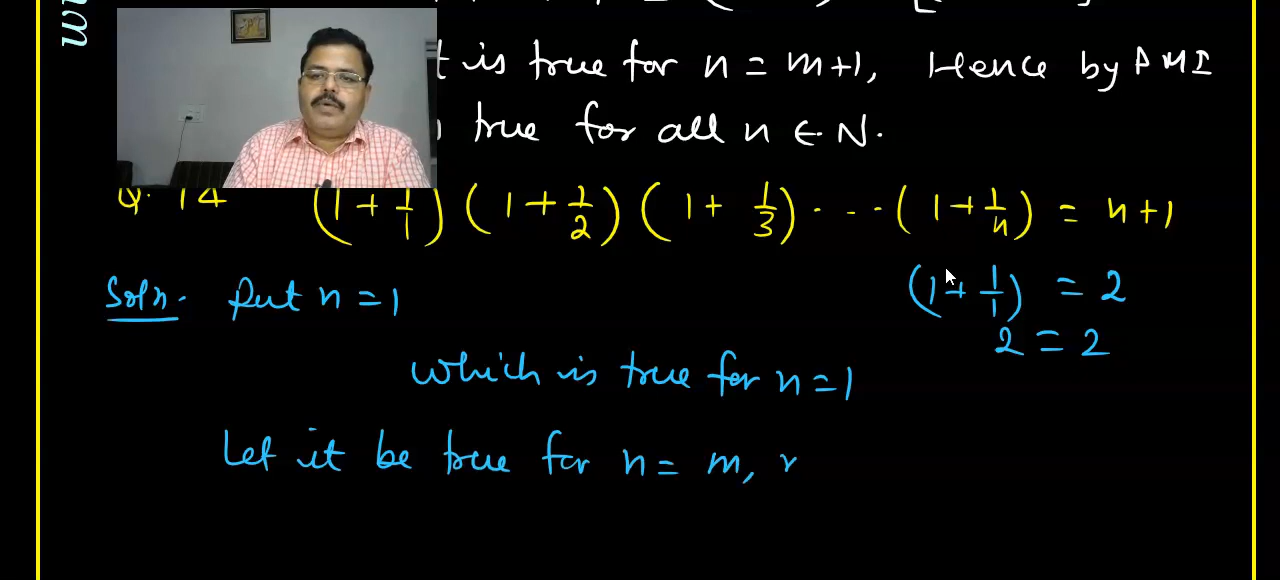 t is true for n = m+1, Hence by PMI
true for all n ∈ N.
Q. 14 (1 + 1/1) (1 + 1/2) (1 + 1/3) . - - . (1 + 1/n) = n+1
Soln. Put n = 1 (1 + 1/1) = 2
2 = 2
which is true for n = 1
Let it be true for n = m,